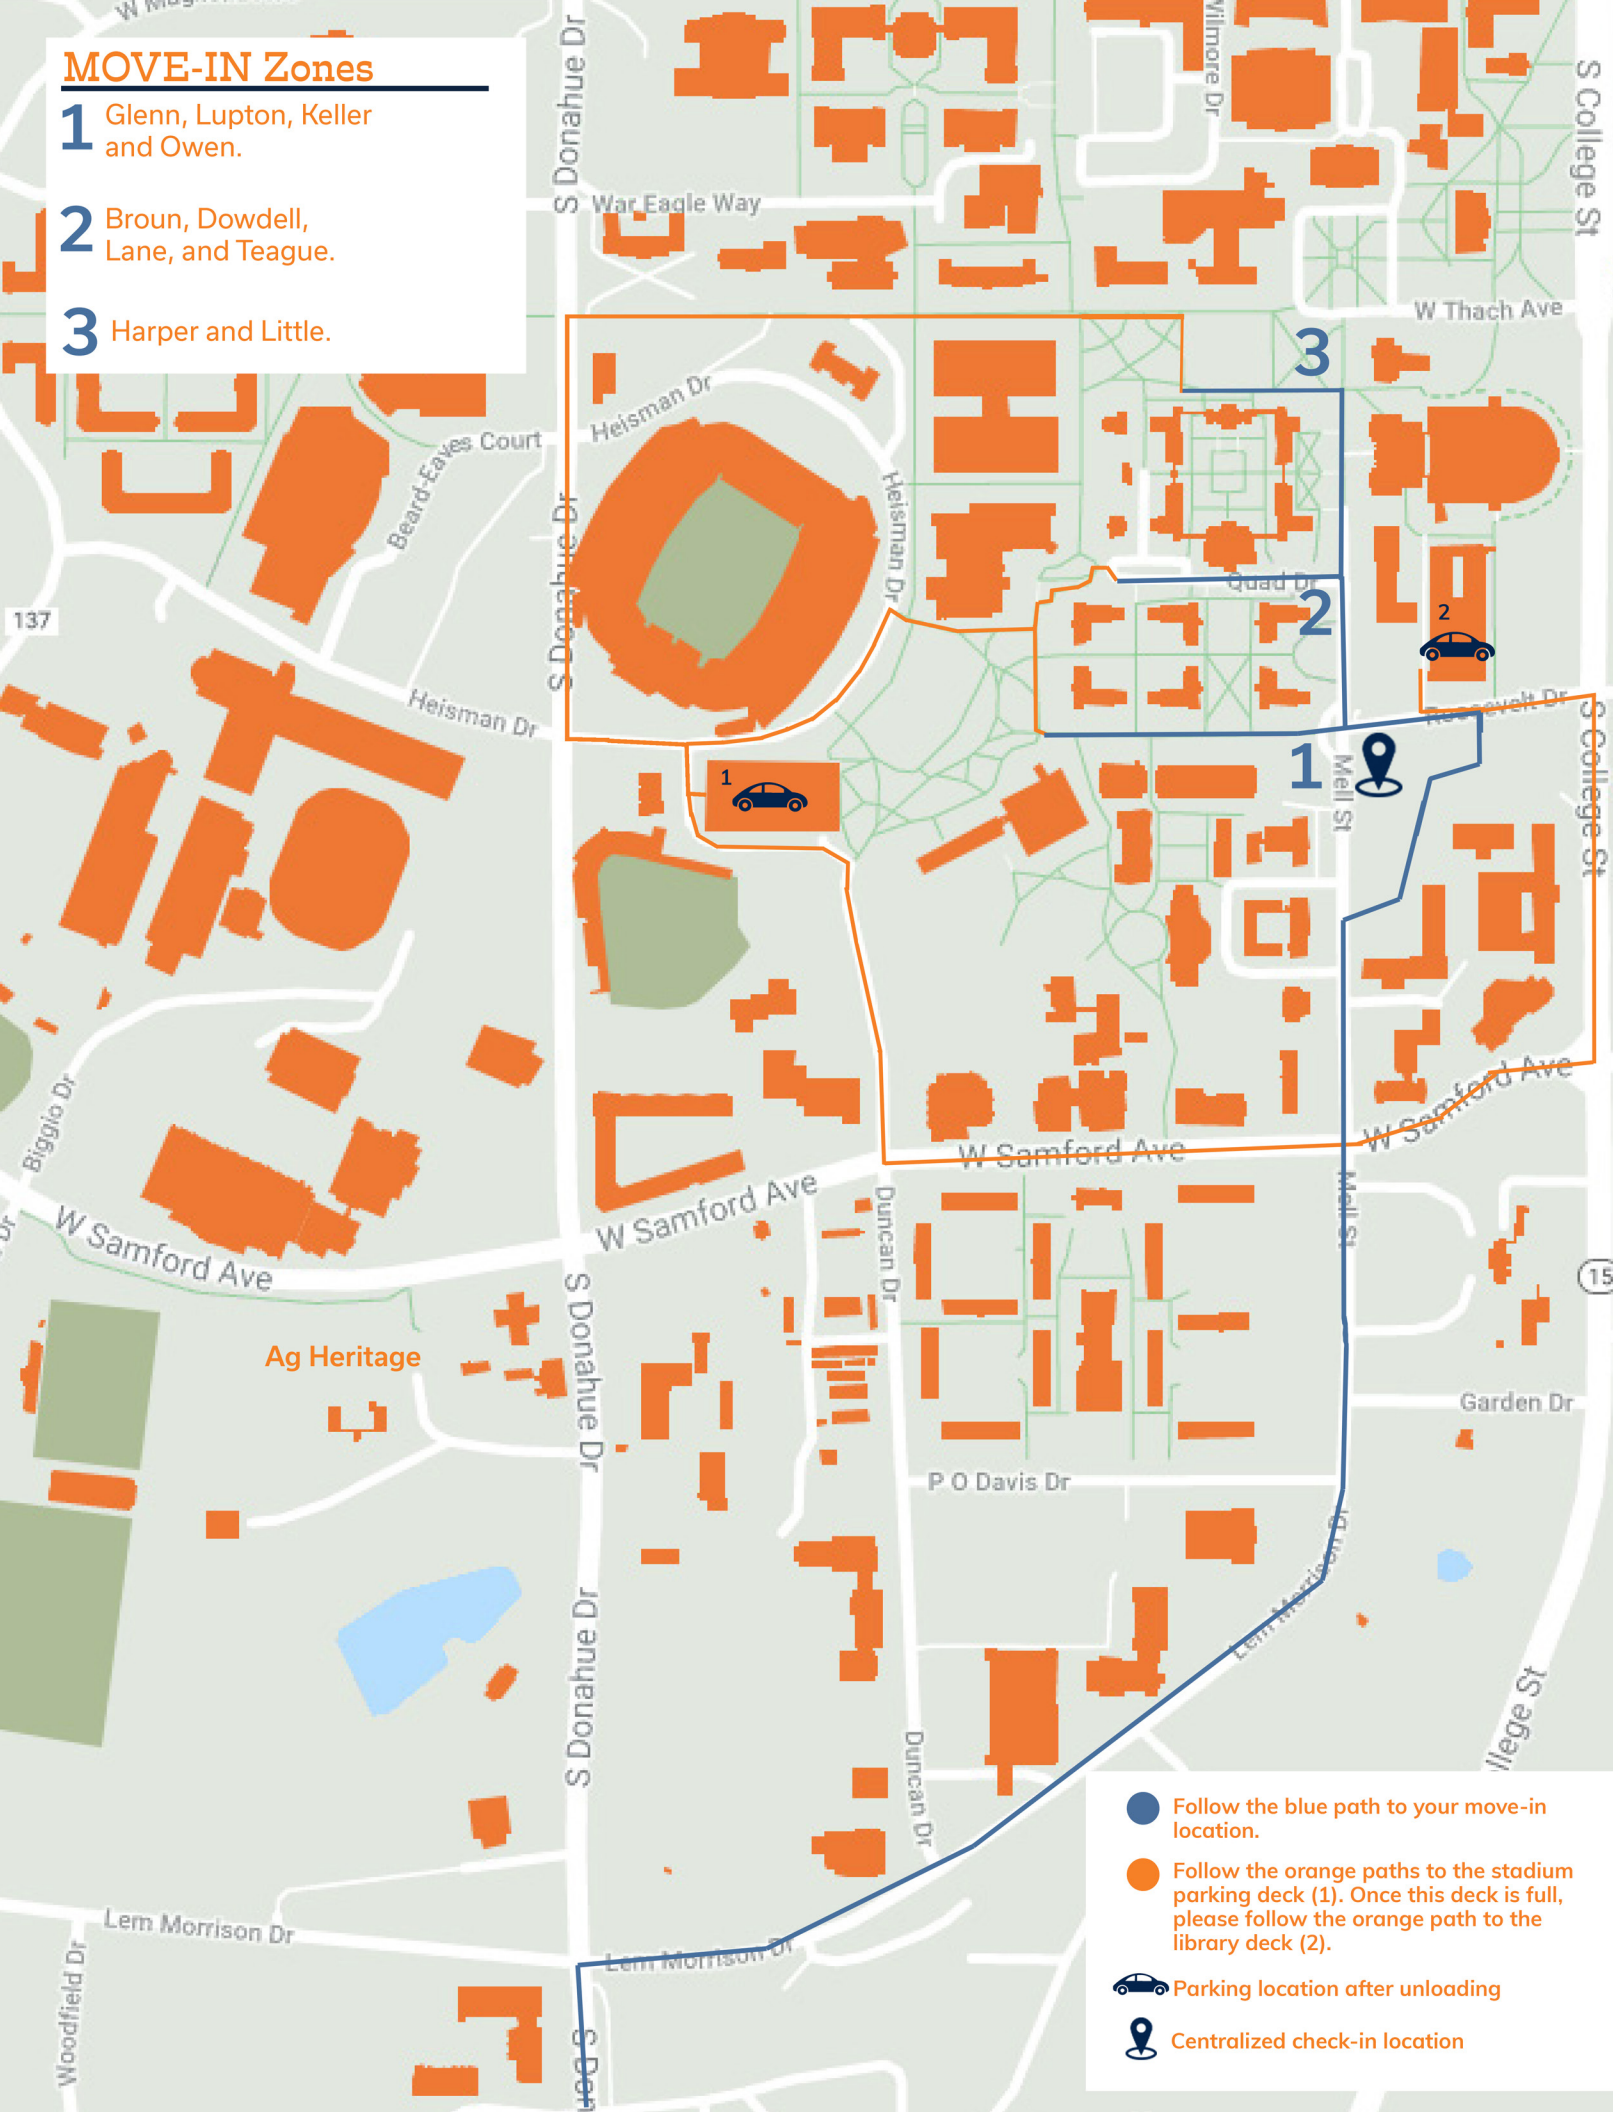 MOVE-IN Zones
1 Glenn, Lupton, Keller
and Owen.
2 Broun, Dowdell,
Lane, and Teague.
3 Harper and Little.
S Donahue Dr
Wilmore Dr
S College St
War Eagle Way
W Thach Ave
3
Heisman Dr
Beard-Eaves Court
S Donahue Dr
Heisman Dr
Quad Dr
2
2
137
Heisman Dr
Roosevelt Dr
S College St
1
1
Mell St
Biggio Dr
W Samford Ave
W Samford Ave
W Samford Ave
W Samford Ave
Duncan Dr
Mell St
15
S Donahue Dr
Ag Heritage
Garden Dr
P O Davis Dr
Lem Morrison Dr
S Donahue Dr
Duncan Dr
llege St
Lem Morrison Dr
Lem Morrison Dr
Woodfield Dr
S Don
Follow the blue path to your move-in
location.
Follow the orange paths to the stadium
parking deck (1). Once this deck is full,
please follow the orange path to the
library deck (2).
Parking location after unloading
Centralized check-in location